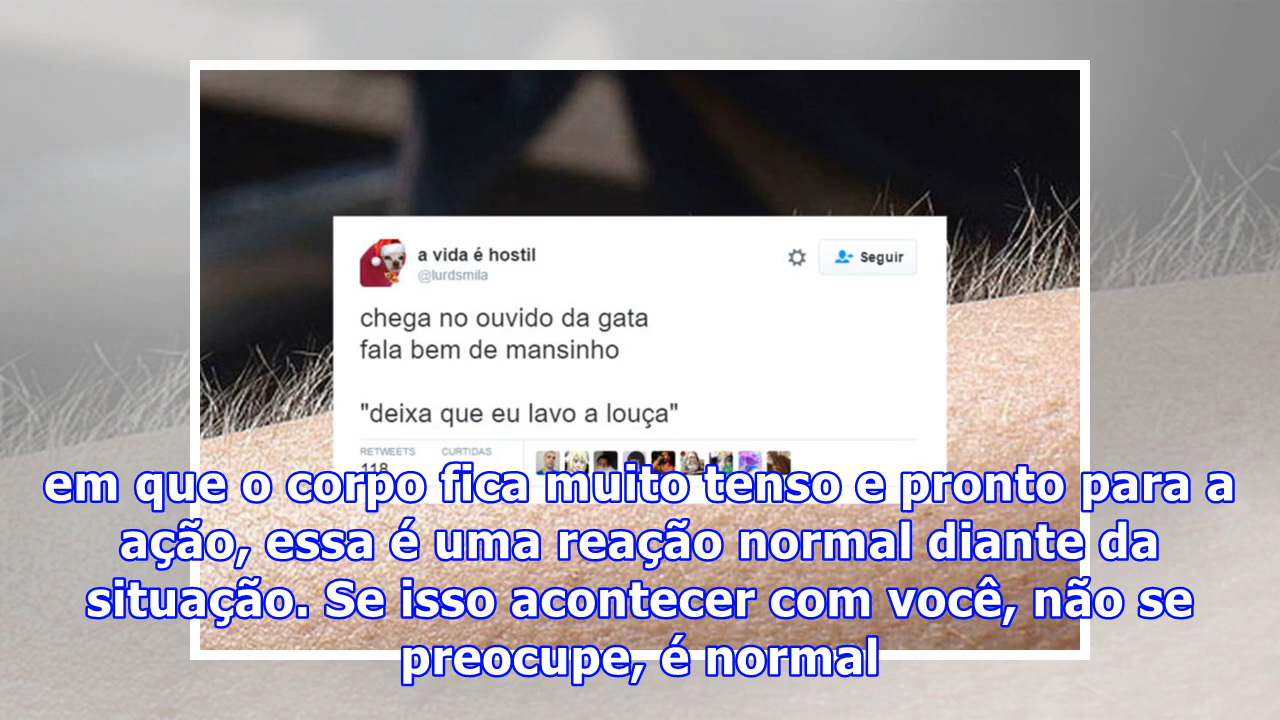 a vida é hostil
@lurdsmila
Seguir
chega no ouvido da gata
fala bem de mansinho
"deixa que eu lavo a louça"
RETWEETS CURTIDAS
118
em que o corpo fica muito tenso e pronto para a
ação, essa é uma reação normal diante da
situação. Se isso acontecer com você, não se
preocupe, é normal